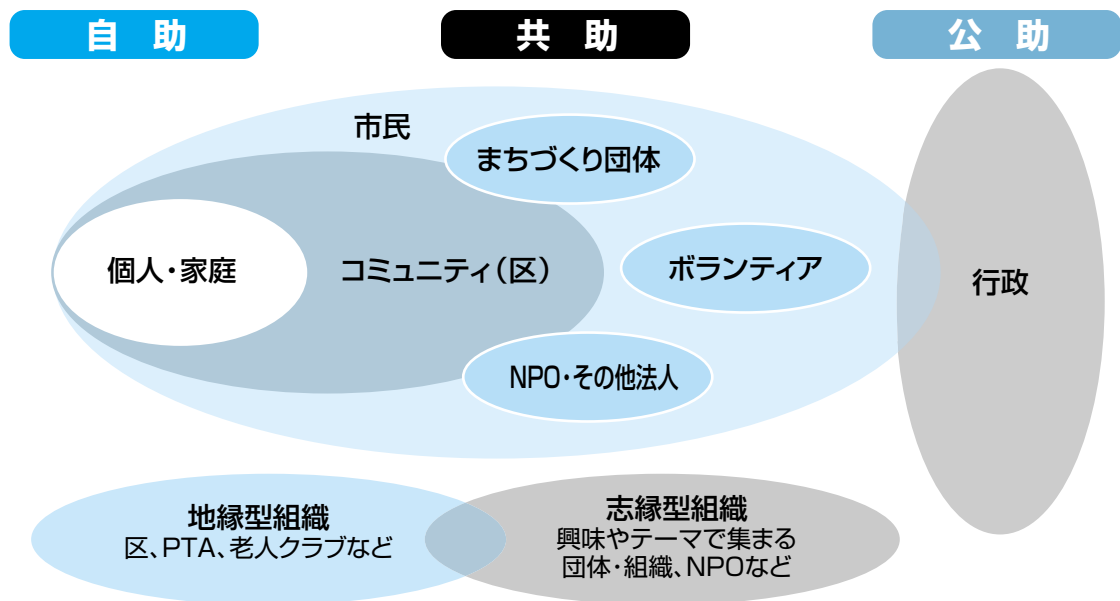 自助
共助
公助
市民
まちづくり団体
個人・家庭
コミュニティ(区)
ボランティア
行政
NPO・その他法人
地縁型組織
区、PTA、老人クラブなど
志縁型組織
興味やテーマで集まる
団体・組織、NPOなど